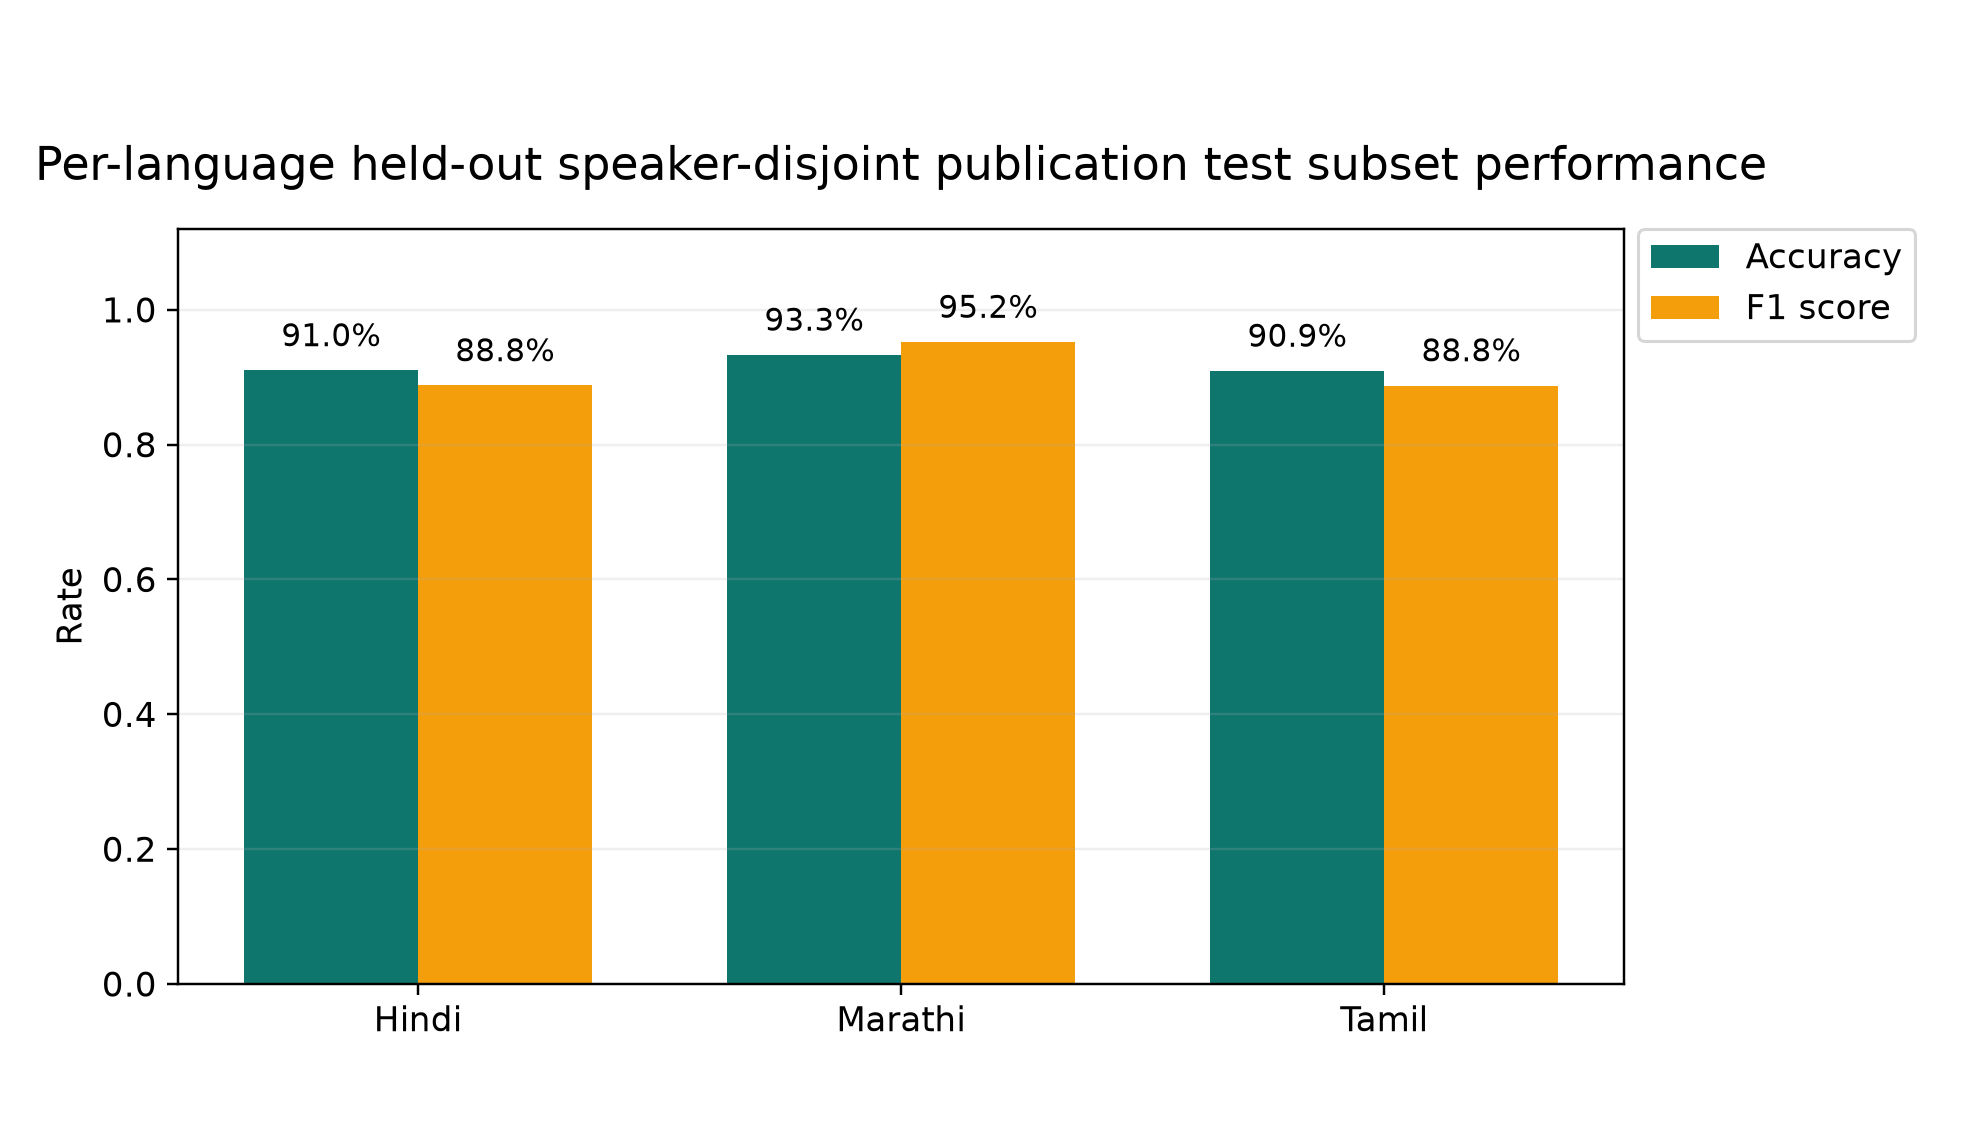 Per-language held-out speaker-disjoint publication test subset performance
Accuracy
F1 score
Rate
1.0
0.8
0.6
0.4
0.2
0.0
91.0%
88.8%
93.3%
95.2%
90.9%
88.8%
Hindi
Marathi
Tamil